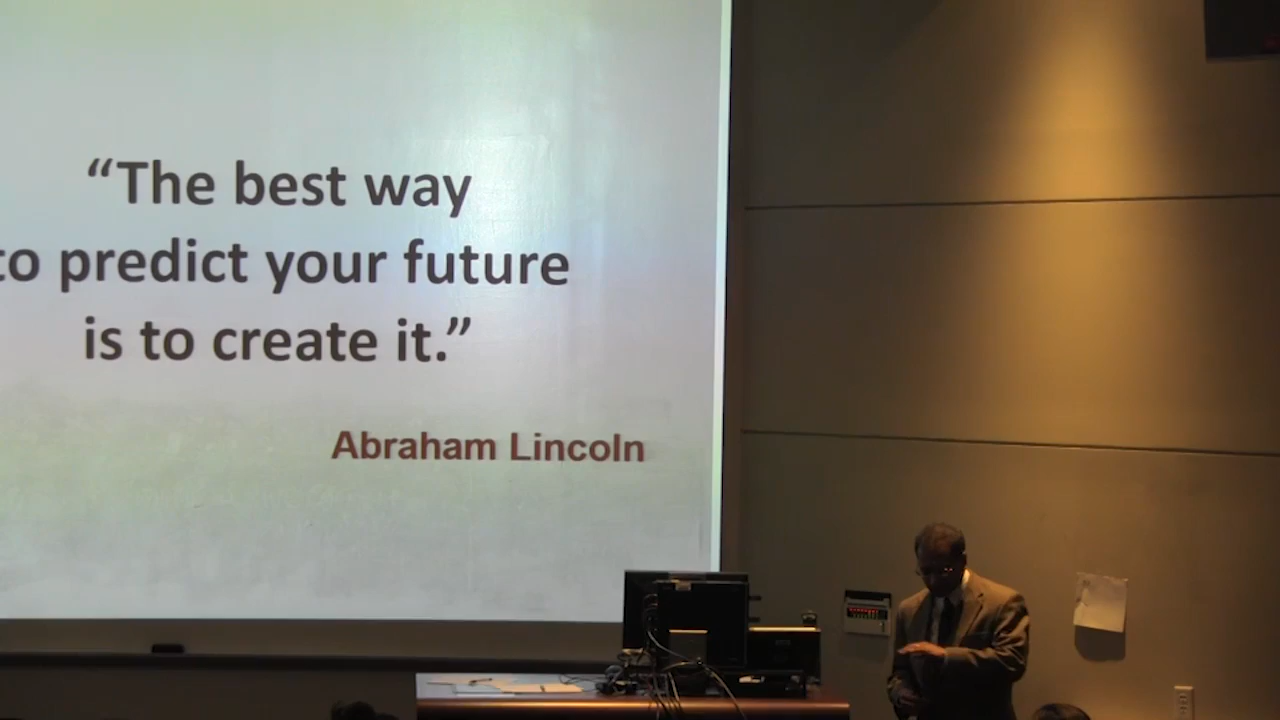 “The best way
to predict your future
is to create it.”
Abraham Lincoln